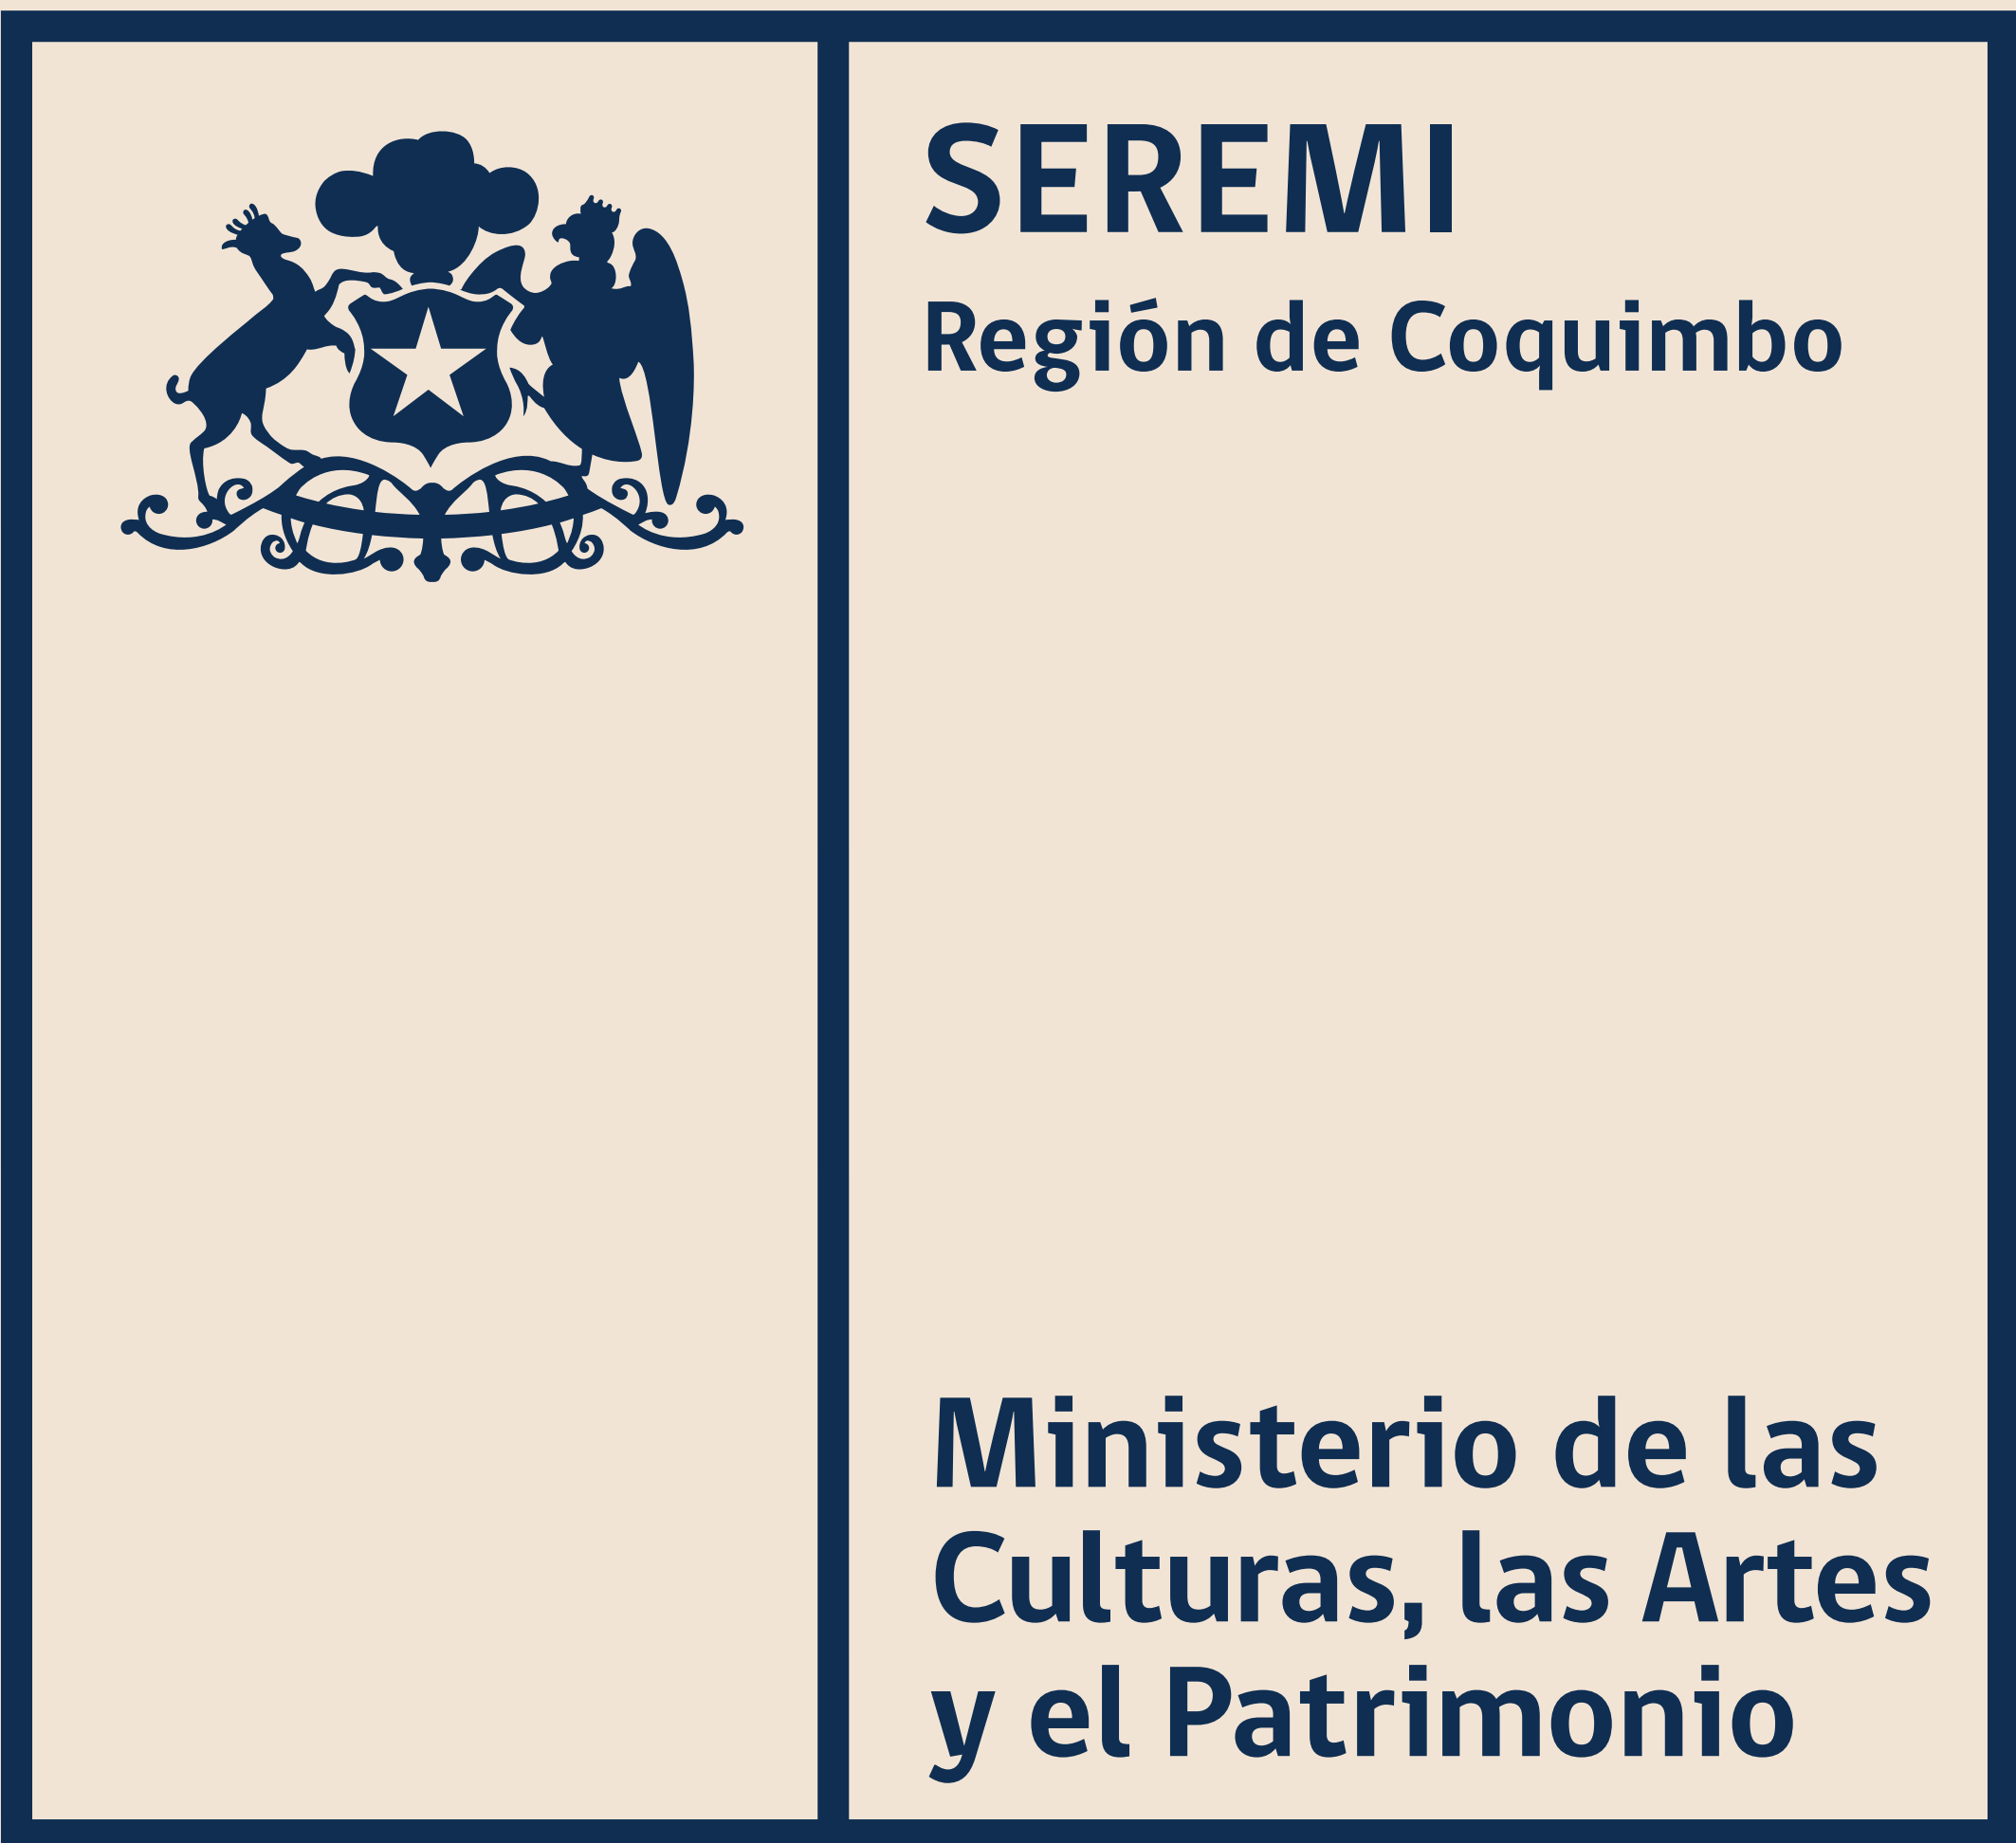 SEREMI
Región de Coquimbo
Ministerio de las
Culturas, las Artes
y el Patrimonio